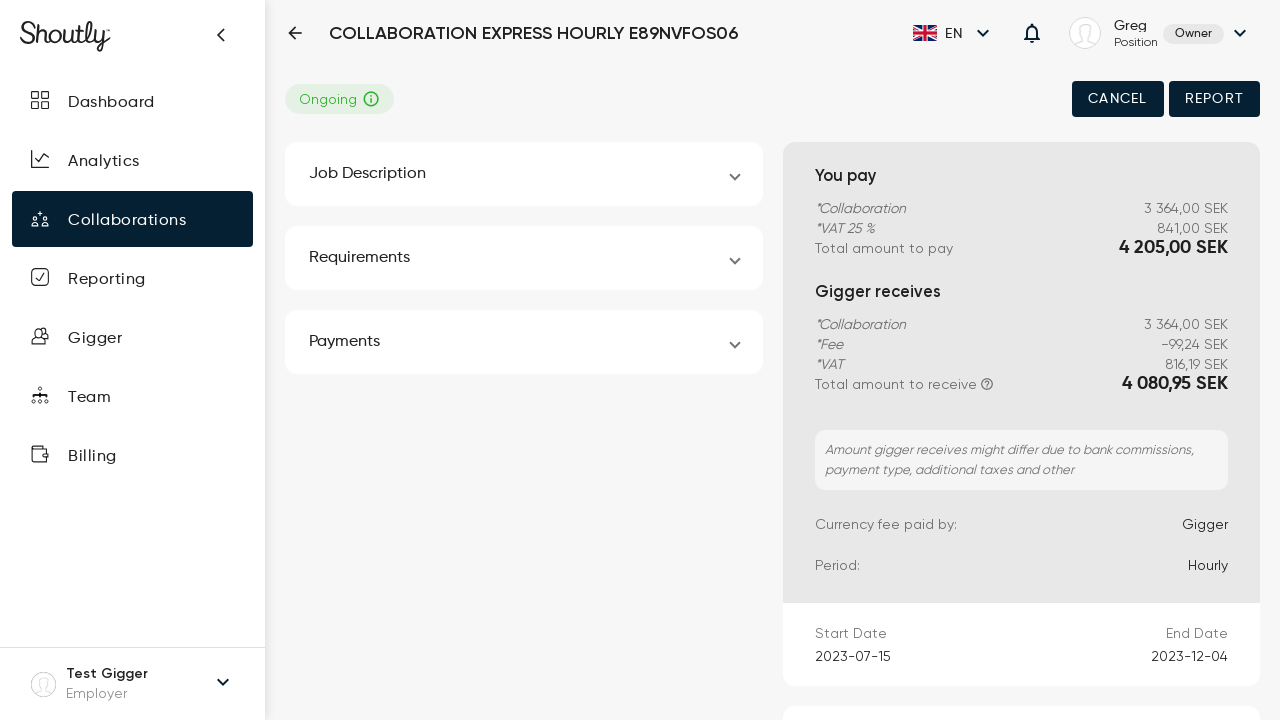 Shoutly
COLLABORATION EXPRESS HOURLY E89NVFOS06
EN
Greg
Position
Owner
Dashboard
Analytics
Collaborations
Reporting
Gigger
Team
Billing
Test Gigger
Employer
Ongoing
CANCEL
REPORT
Job Description
Requirements
Payments
You pay
*Collaboration 3 364,00 SEK
*VAT 25 % 841,00 SEK
Total amount to pay 4 205,00 SEK
Gigger receives
*Collaboration 3 364,00 SEK
*Fee −99,24 SEK
*VAT 816,19 SEK
Total amount to receive 4 080,95 SEK
Amount gigger receives might differ due to bank commissions,
payment type, additional taxes and other
Currency fee paid by: Gigger
Period: Hourly
Start Date End Date
2023-07-15 2023-12-04